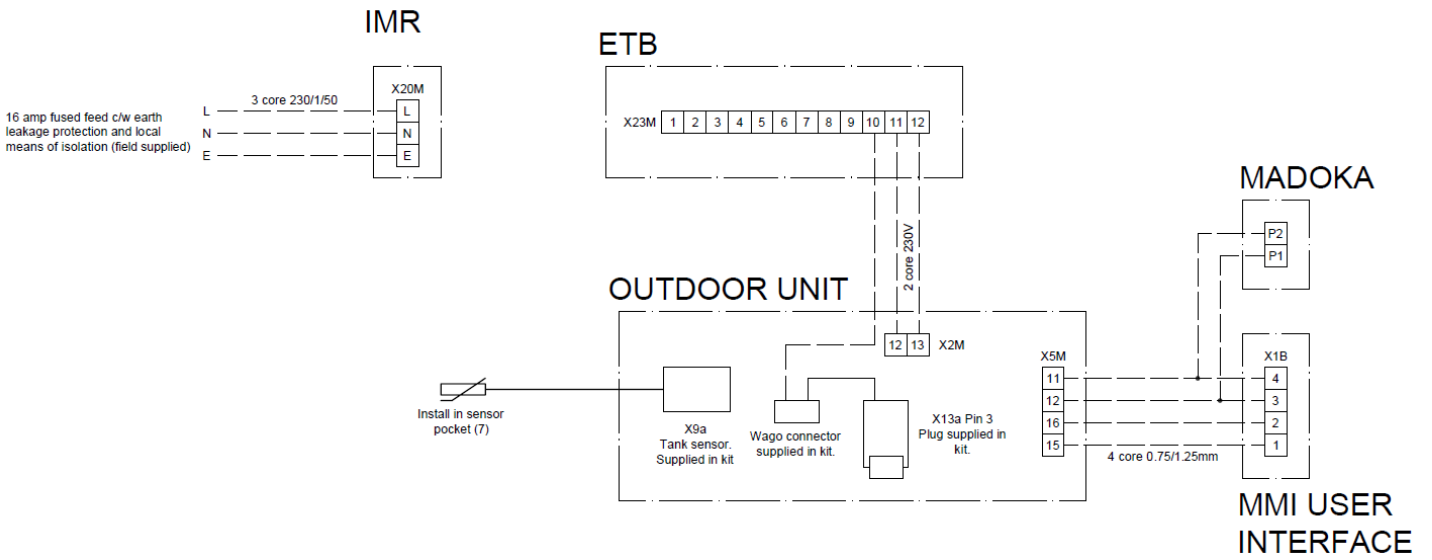 IMR
X20M
L
N
E
3 core 230/1/50
L
N
E
16 amp fused feed c/w earth
leakage protection and local
means of isolation (field supplied)
ETB
X23M 1 2 3 4 5 6 7 8 9 10 11 12
2 core 230V
MADOKA
P2
P1
OUTDOOR UNIT
12 13 X2M
X5M
11
12
16
15
X1B
4
3
2
1
4 core 0.75/1.25mm
Install in sensor
pocket (7)
X9a
Tank sensor.
Supplied in kit
Wago connector
supplied in kit.
X13a Pin 3
Plug supplied in
kit.
MMI USER
INTERFACE